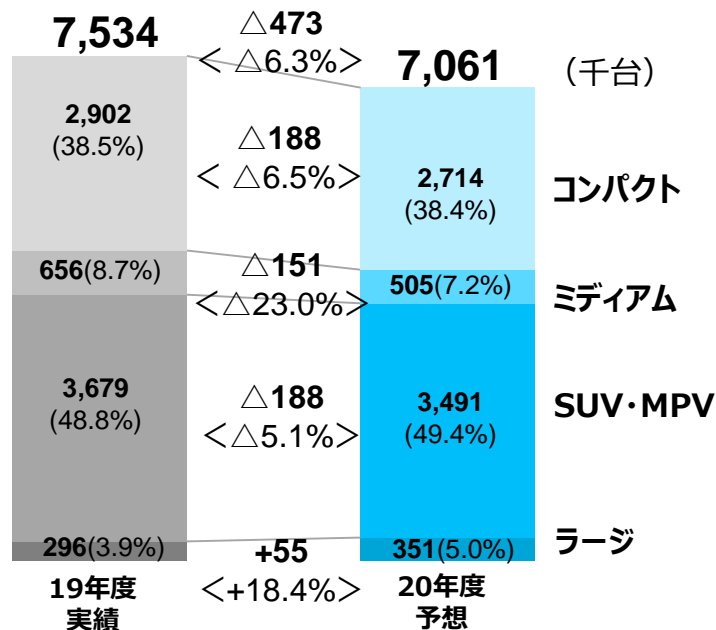 7,534
△473
＜△6.3%＞
7,061
（千台）
2,902
(38.5%)
△188
＜△6.5%＞
2,714
(38.4%)
コンパクト
656(8.7%)
△151
＜△23.0%＞
505(7.2%)
ミディアム
3,679
(48.8%)
△188
＜△5.1%＞
3,491
(49.4%)
SUV・MPV
296(3.9%)
+55
＜+18.4%＞
351(5.0%)
ラージ
19年度
実績
20年度
予想